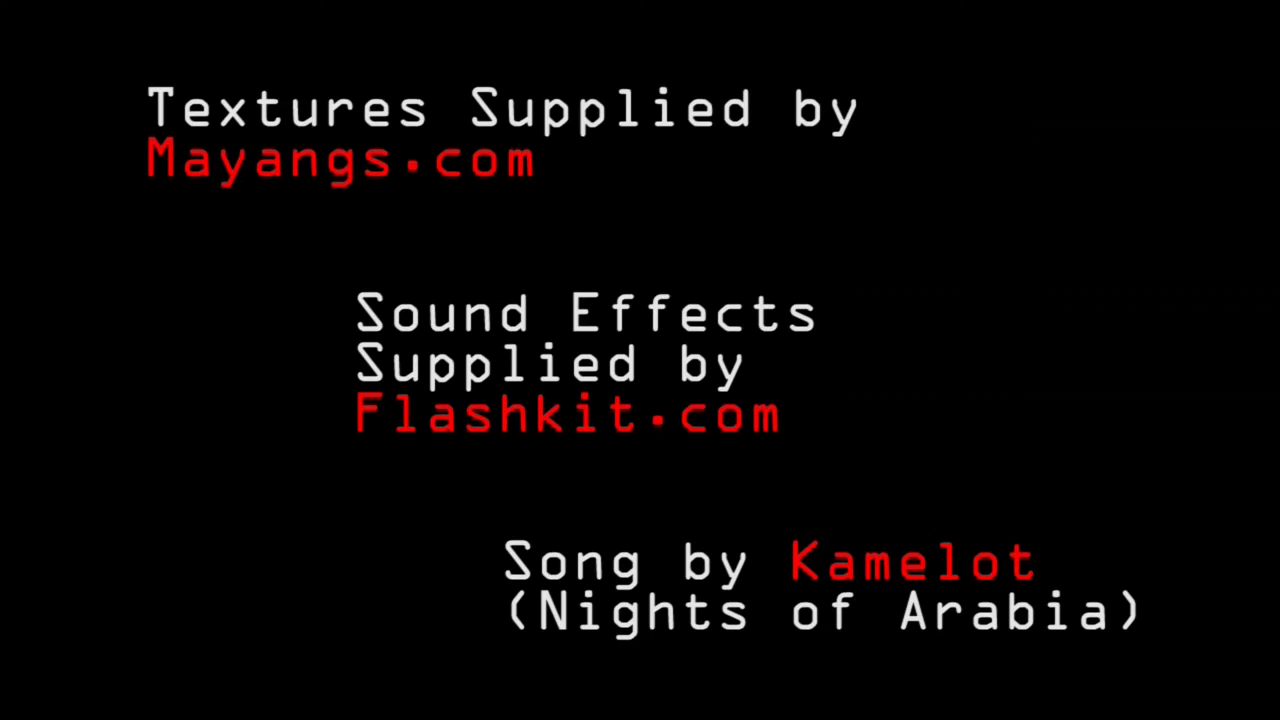 Textures Supplied by
Mayangs.com
Sound Effects
Supplied by
Flashkit.com
Song by Kamelot
(Nights of Arabia)